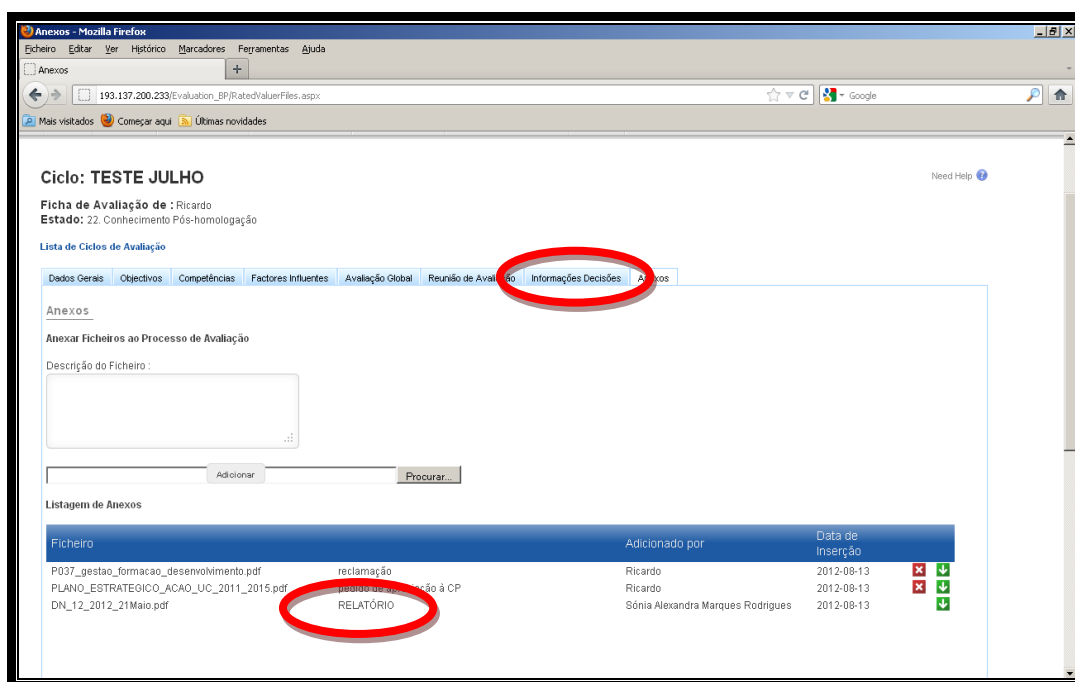 Anexos - Mozilla Firefox
Ficheiro Editar Ver Histórico Marcadores Ferramentas Ajuda
Anexos
193.137.200.233/Evaluation_BP/RatedValuerFiles.aspx
Google
Mais visitados Começar aqui Últimas novidades
Ciclo: TESTE JULHO
Need Help
Ficha de Avaliação de : Ricardo
Estado: 22. Conhecimento Pós-homologação
Lista de Ciclos de Avaliação
Dados Gerais Objectivos Competências Factores Influentes Avaliação Global Reunião de Avaliação Informações Decisões Anexos
Anexos
Anexar Ficheiros ao Processo de Avaliação
Descrição do Ficheiro :
Adicionar Procurar...
Listagem de Anexos
Ficheiro Adicionado por Data de Inserção
P037_gestao_formacao_desenvolvimento.pdf reclamação Ricardo 2012-08-13
PLANO_ESTRATEGICO_ACAO_UC_2011_2015.pdf pedido de apreciação à CP Ricardo 2012-08-13
DN_12_2012_21Maio.pdf RELATÓRIO Sónia Alexandra Marques Rodrigues 2012-08-13